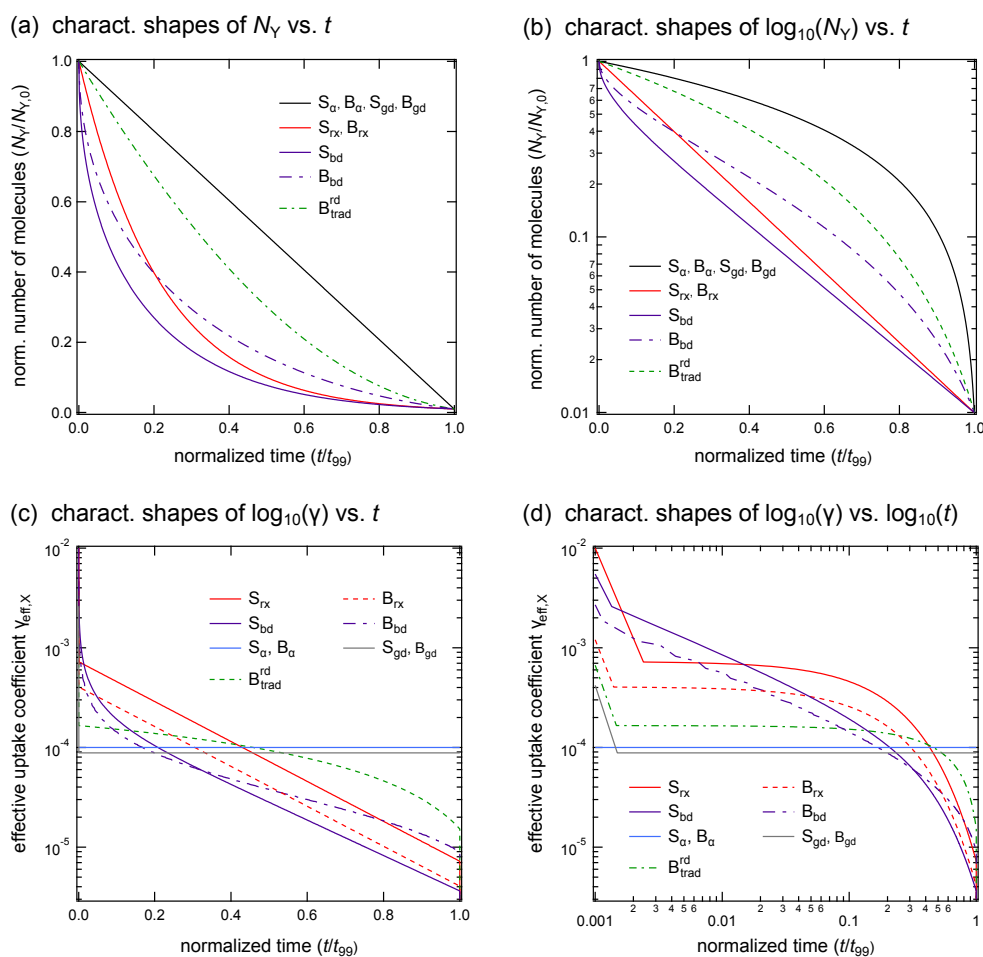 (a) charact. shapes of N_Y vs. t
norm. number of molecules (N_Y/N_Y,0)
1.0
0.8
0.6
0.4
0.2
0.0
S_α, B_α, S_gd, B_gd
S_rx, B_rx
S_bd
B_bd
B^rd_trad
0.0 0.2 0.4 0.6 0.8 1.0
normalized time (t/t_99)
(b) charact. shapes of log_10(N_Y) vs. t
norm. number of molecules (N_Y/N_Y,0)
1
8
6
5
4
3
2
0.1
8
6
5
4
3
2
0.01
S_α, B_α, S_gd, B_gd
S_rx, B_rx
S_bd
B_bd
B^rd_trad
0.0 0.2 0.4 0.6 0.8 1.0
normalized time (t/t_99)
(c) charact. shapes of log_10(γ) vs. t
effective uptake coefficient γ_eff,X
10^-2
10^-3
10^-4
10^-5
S_rx B_rx
S_bd B_bd
S_α, B_α S_gd, B_gd
B^rd_trad
0.0 0.2 0.4 0.6 0.8 1.0
normalized time (t/t_99)
(d) charact. shapes of log_10(γ) vs. log_10(t)
effective uptake coefficient γ_eff,X
10^-2
10^-3
10^-4
10^-5
S_rx B_rx
S_bd B_bd
S_α, B_α S_gd, B_gd
B^rd_trad
0.001 2 3 4 5 6 0.01 2 3 4 5 6 0.1 2 3 4 5 6 1
normalized time (t/t_99)